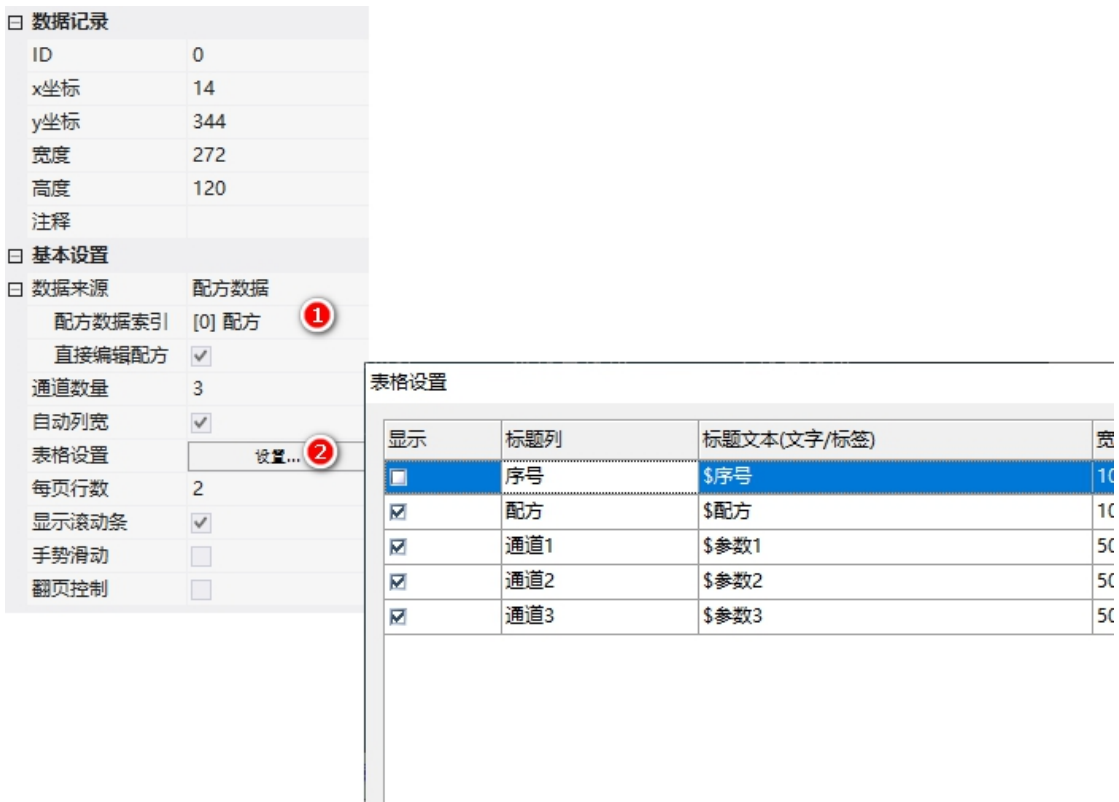 数据记录
ID 0
x坐标 14
y坐标 344
宽度 272
高度 120
注释
基本设置
数据来源 配方数据
配方数据索引 [0] 配方 1
直接编辑配方
通道数量 3
自动列宽
表格设置 设置... 2
每页行数 2
显示滚动条
手势滑动
翻页控制
表格设置
显示 标题列 标题文本(文字/标签) 宽
序号 $序号 10
配方 $配方 10
通道1 $参数1 50
通道2 $参数2 50
通道3 $参数3 50